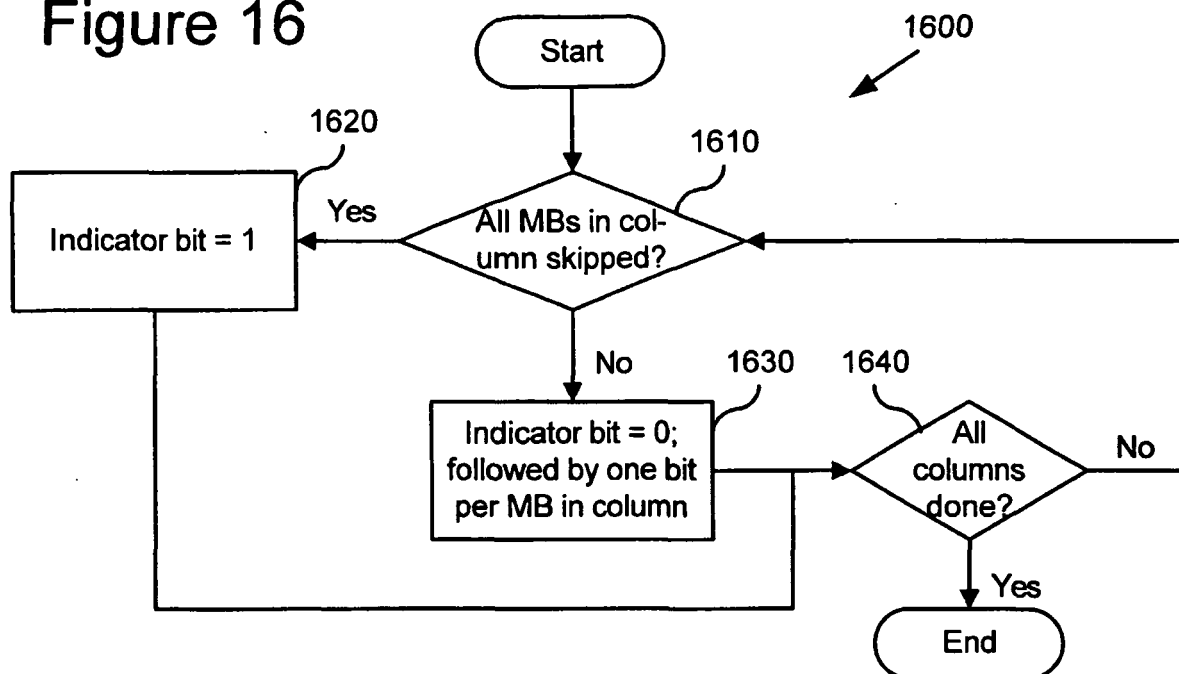 Figure 16
Start
1600
1620
1610
Yes
Indicator bit = 1
All MBs in col-
umn skipped?
No
1630
1640
Indicator bit = 0;
followed by one bit
per MB in column
All
columns
done?
No
Yes
End